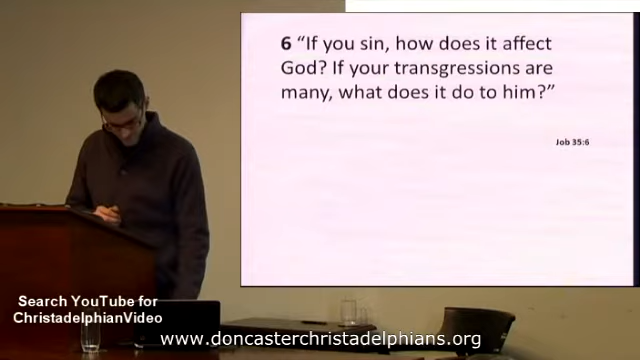 6 “If you sin, how does it affect
God? If your transgressions are
many, what does it do to him?”
Job 35:6
Search YouTube for
ChristadelphianVideo
www.doncasterchristadelphians.org